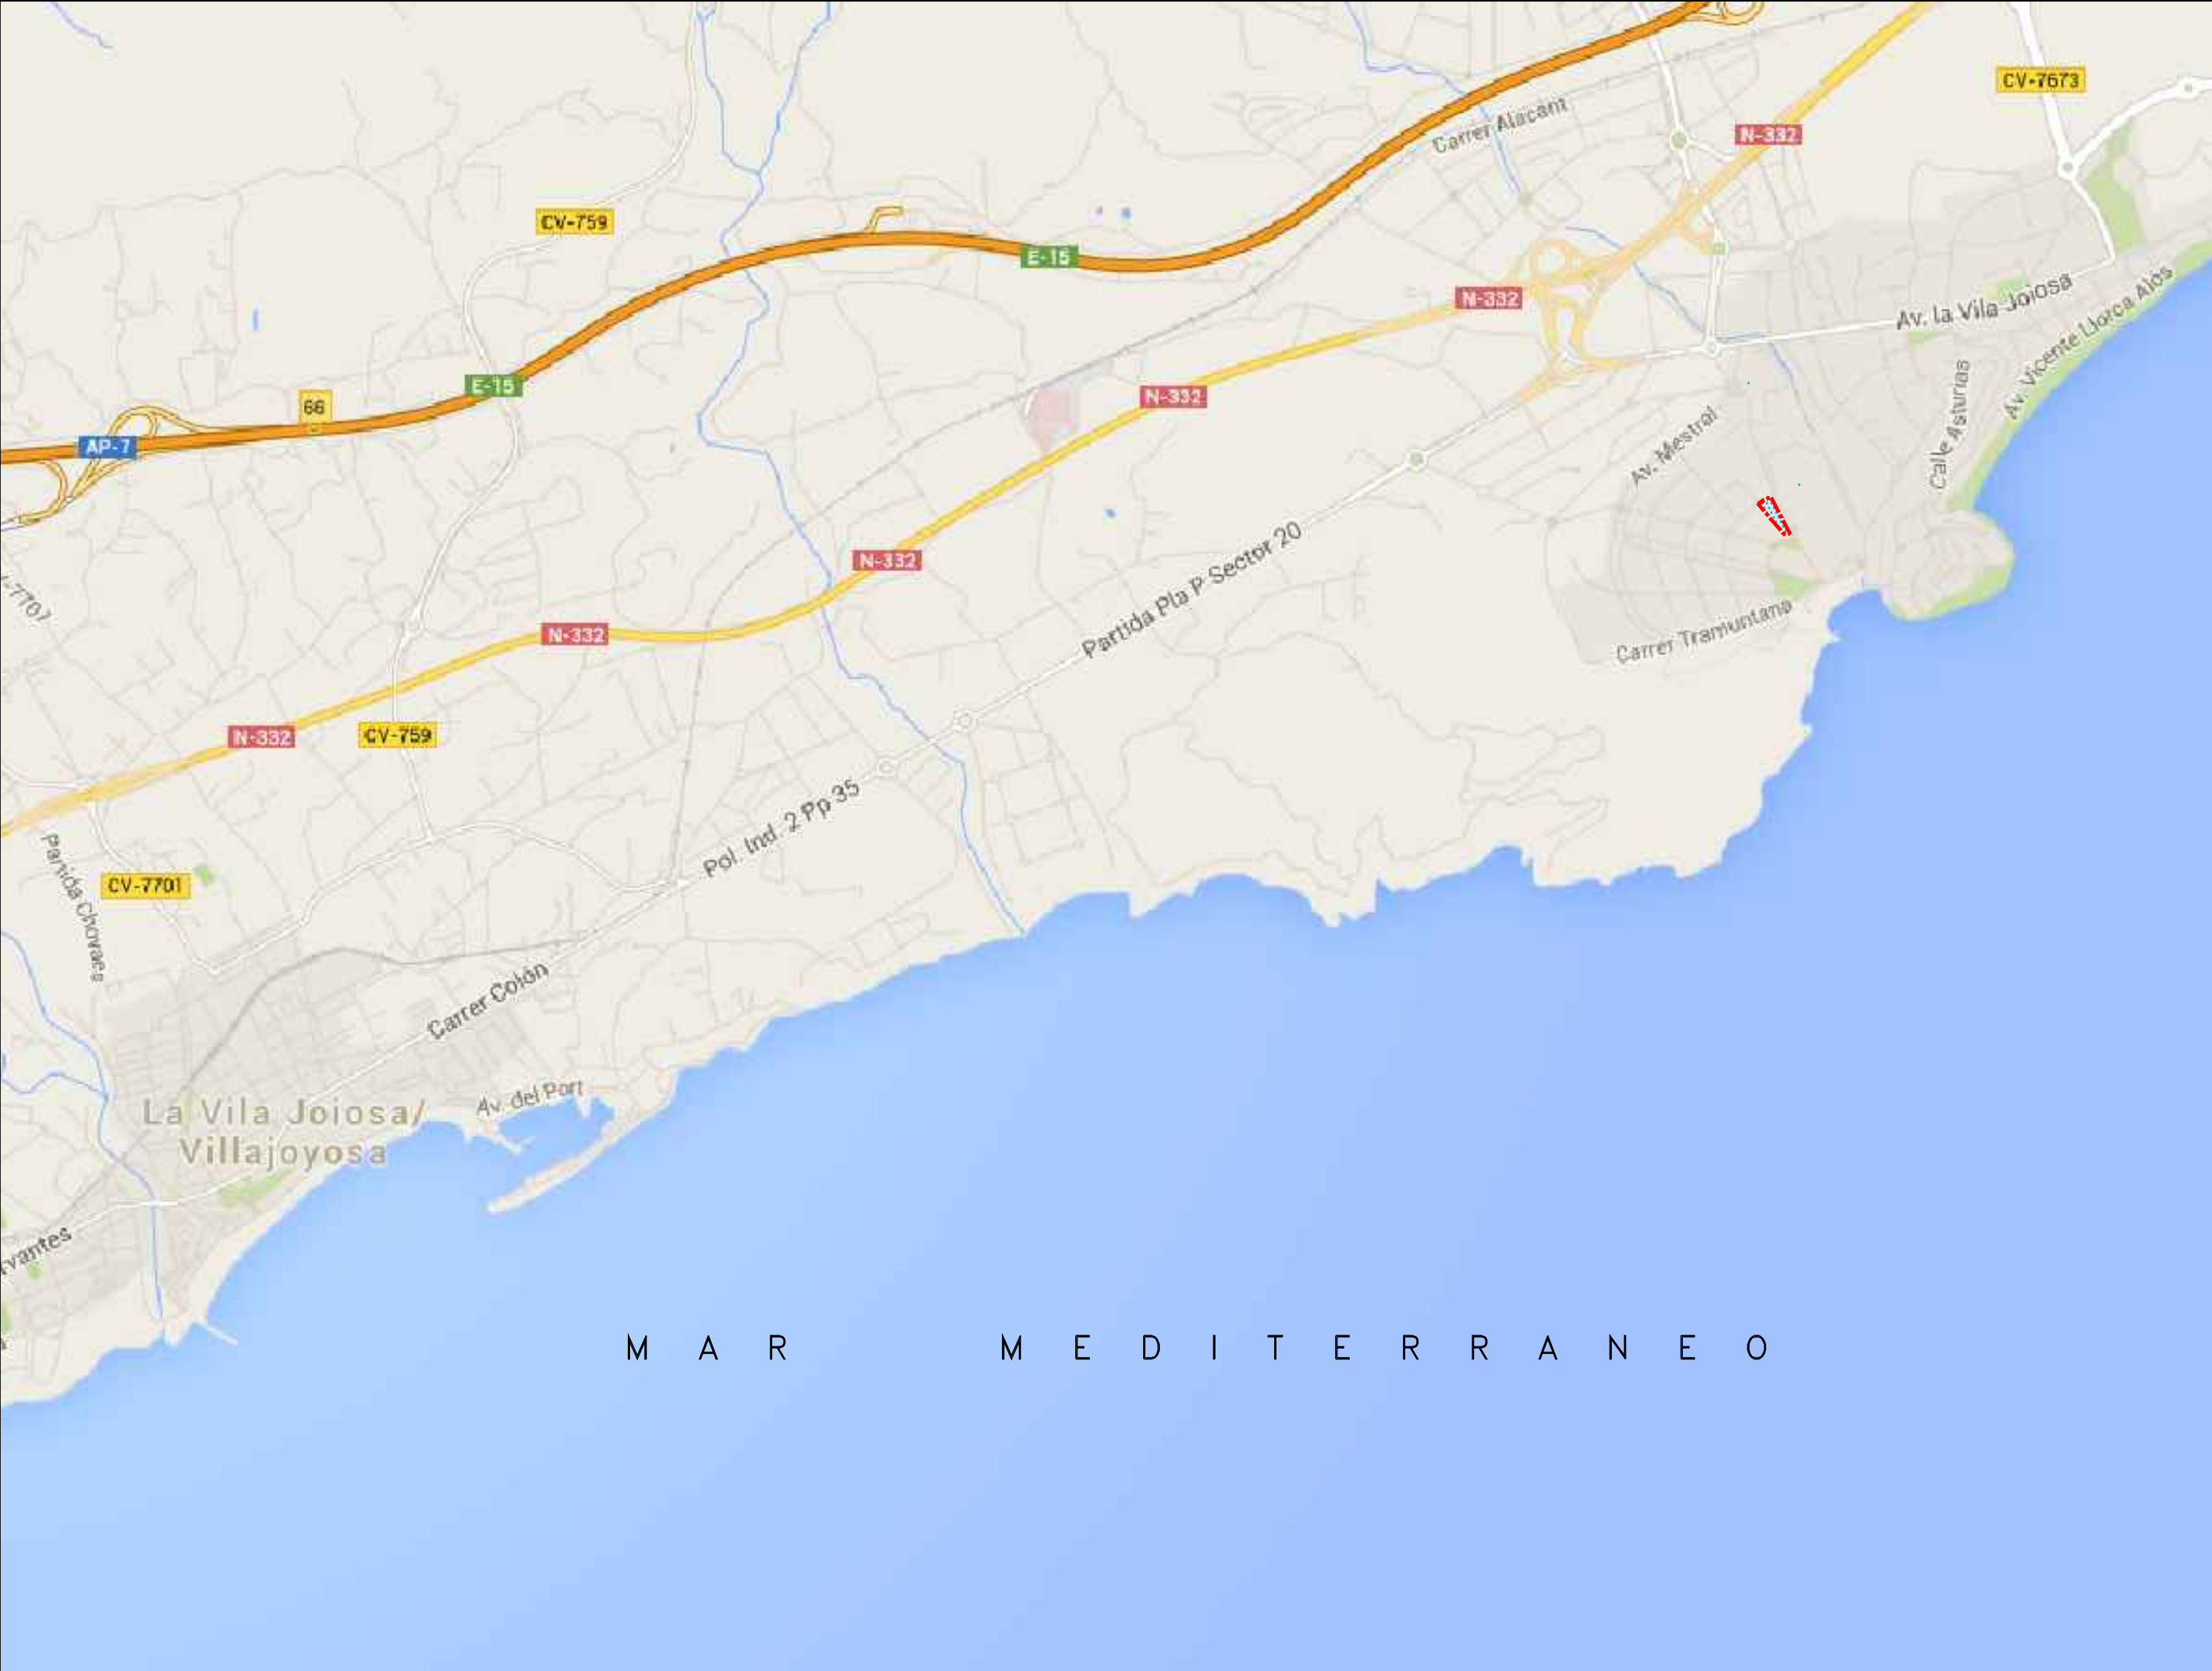 CV-7673
Carrer Alacant
N-332
CV-759
E-15
N-332
Av. la Vila Joiosa
Av. Vicente Llorca Alós
E-15
N-332
66
Calle Asturias
AP-7
Av. Mestral
N-332
Partida Pla P Sector 20
N-332
Carrer Tramuntana
N-332
CV-759
Pol. Ind. 2 Pp 35
CV-7701
Carrer Colón
Av. del Port
La Vila Joiosa/
Villajoyosa
MAR MEDITERRANEO